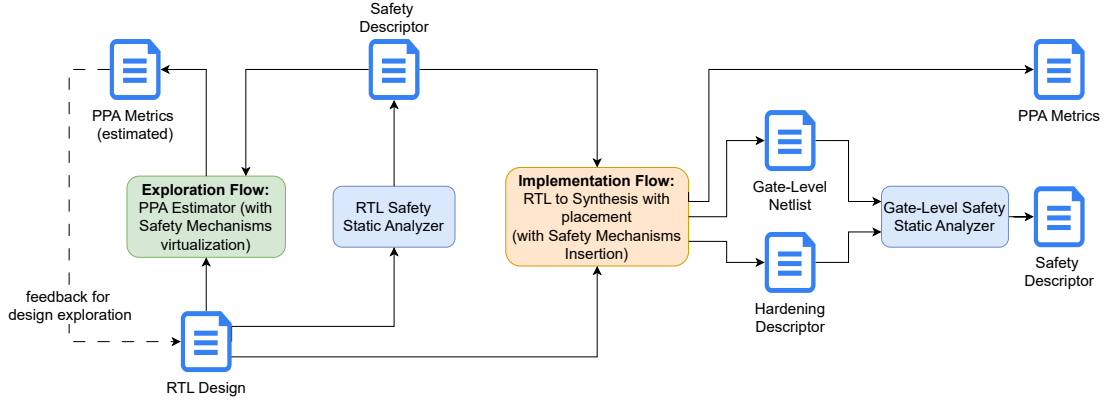 Safety
Descriptor
PPA Metrics
(estimated)
PPA Metrics
Exploration Flow:
PPA Estimator (with
Safety Mechanisms
virtualization)
RTL Safety
Static Analyzer
Implementation Flow:
RTL to Synthesis with
placement
(with Safety Mechanisms
Insertion)
Gate-Level
Netlist
Gate-Level Safety
Static Analyzer
Safety
Descriptor
Hardening
Descriptor
feedback for
design exploration
RTL Design